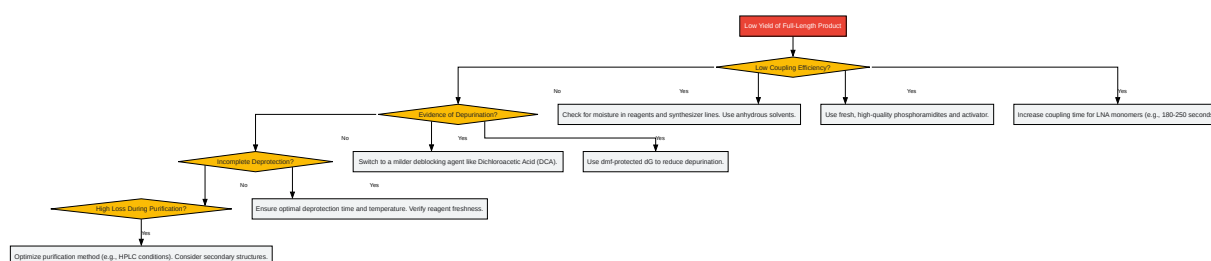 Low Yield of Full-Length Product
Low Coupling Efficiency?
No
Yes
Yes
Yes
Evidence of Depurination?
Check for moisture in reagents and synthesizer lines. Use anhydrous solvents.
Use fresh, high-quality phosphoramidites and activator.
Increase coupling time for LNA monomers (e.g., 180-250 seconds
No
Yes
Yes
Incomplete Deprotection?
Switch to a milder deblocking agent like Dichloroacetic Acid (DCA).
Use dmf-protected dG to reduce depurination.
No
Yes
High Loss During Purification?
Ensure optimal deprotection time and temperature. Verify reagent freshness.
Yes
Optimize purification method (e.g., HPLC conditions). Consider secondary structures.